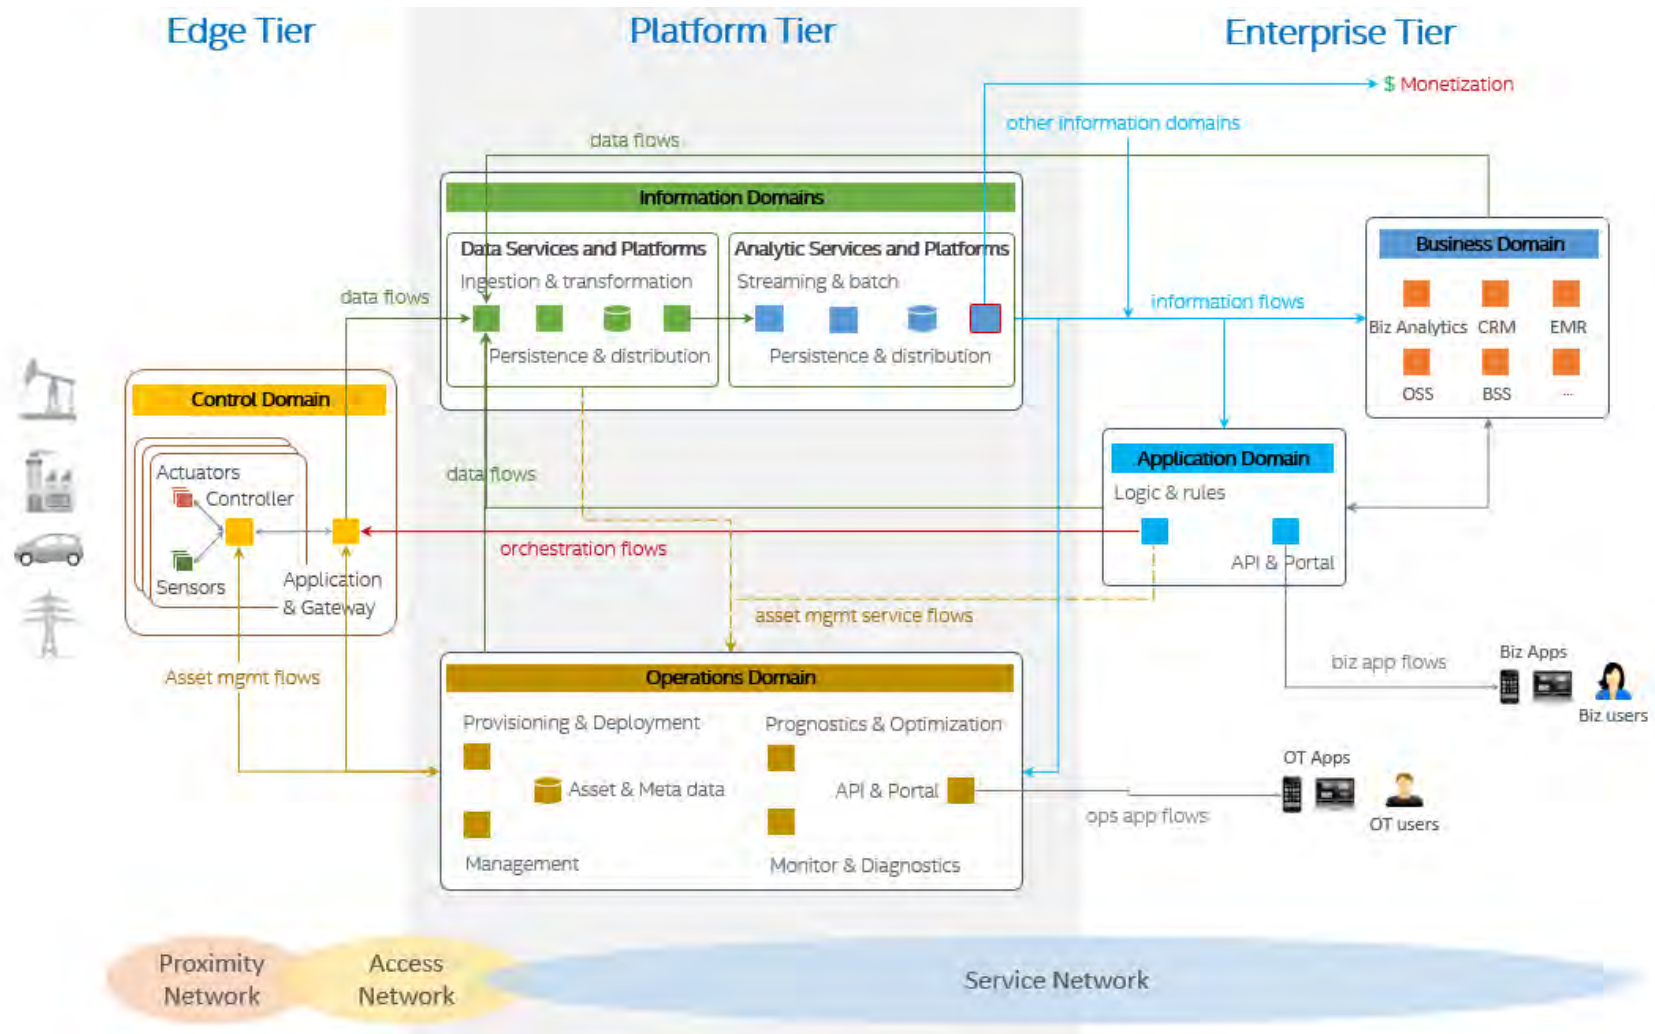 Edge Tier
Platform Tier
Enterprise Tier
$ Monetization
other information domains
data flows
Information Domains
Data Services and Platforms
Ingestion & transformation
Persistence & distribution
Analytic Services and Platforms
Streaming & batch
Persistence & distribution
data flows
information flows
Business Domain
Biz Analytics
CRM
EMR
OSS
BSS
...
Control Domain
Actuators
Controller
Sensors
Application
& Gateway
data flows
orchestration flows
Application Domain
Logic & rules
API & Portal
asset mgmt service flows
Asset mgmt flows
Operations Domain
Provisioning & Deployment
Prognostics & Optimization
Asset & Meta data
API & Portal
Management
Monitor & Diagnostics
biz app flows
Biz Apps
Biz users
OT Apps
ops app flows
OT users
Proximity
Network
Access
Network
Service Network